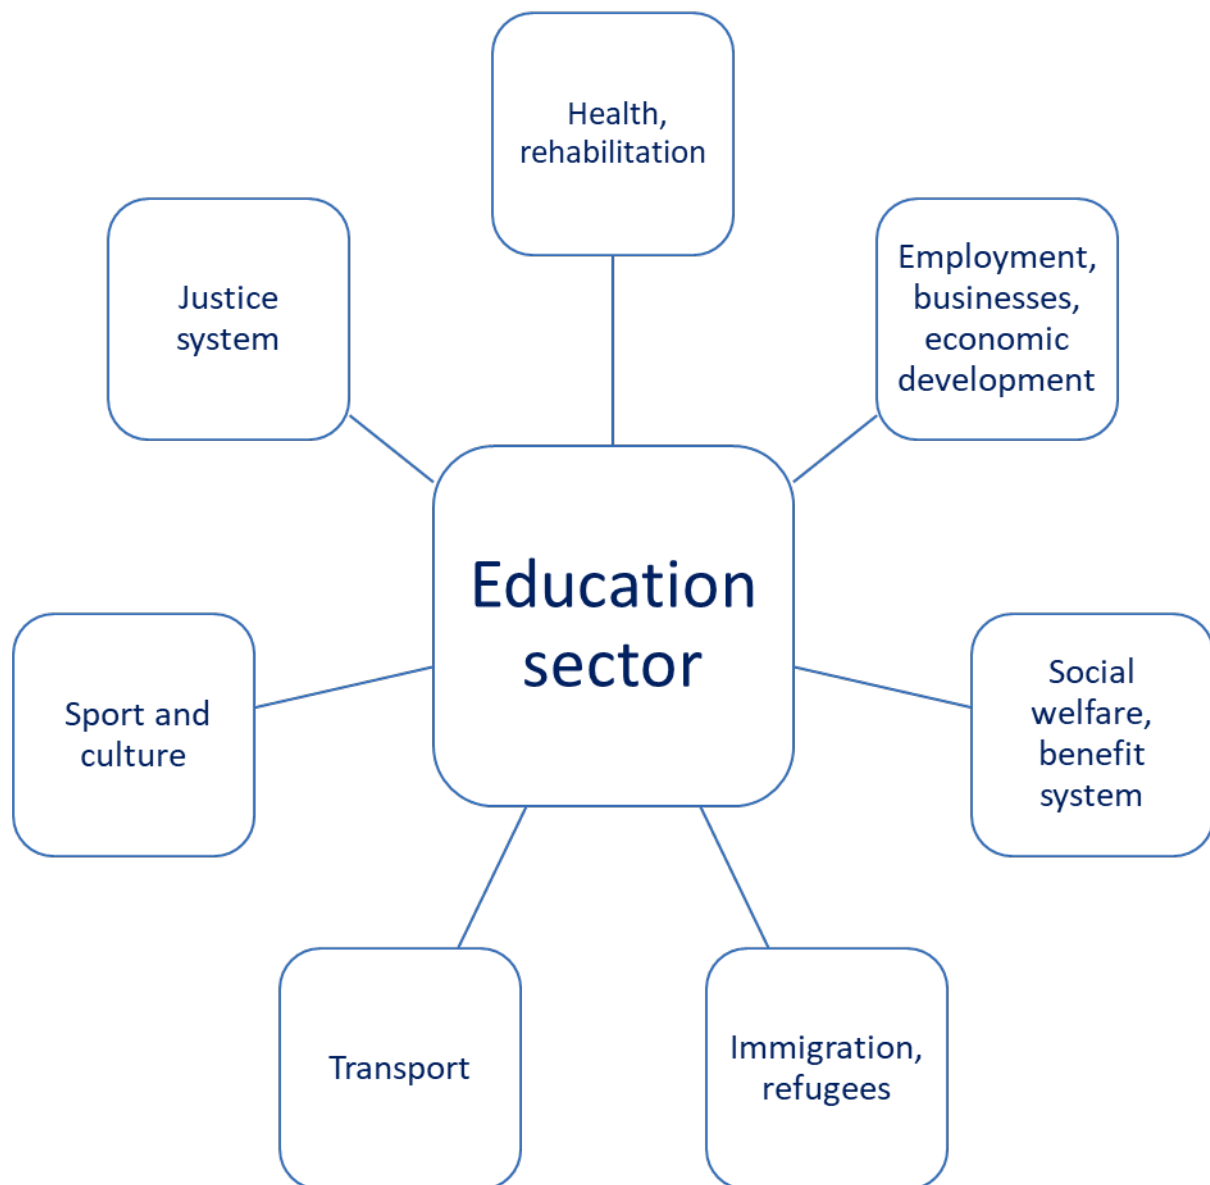 Health,
rehabilitation
Employment,
businesses,
economic
development
Justice
system
Education
sector
Social
welfare,
benefit
system
Sport and
culture
Immigration,
refugees
Transport